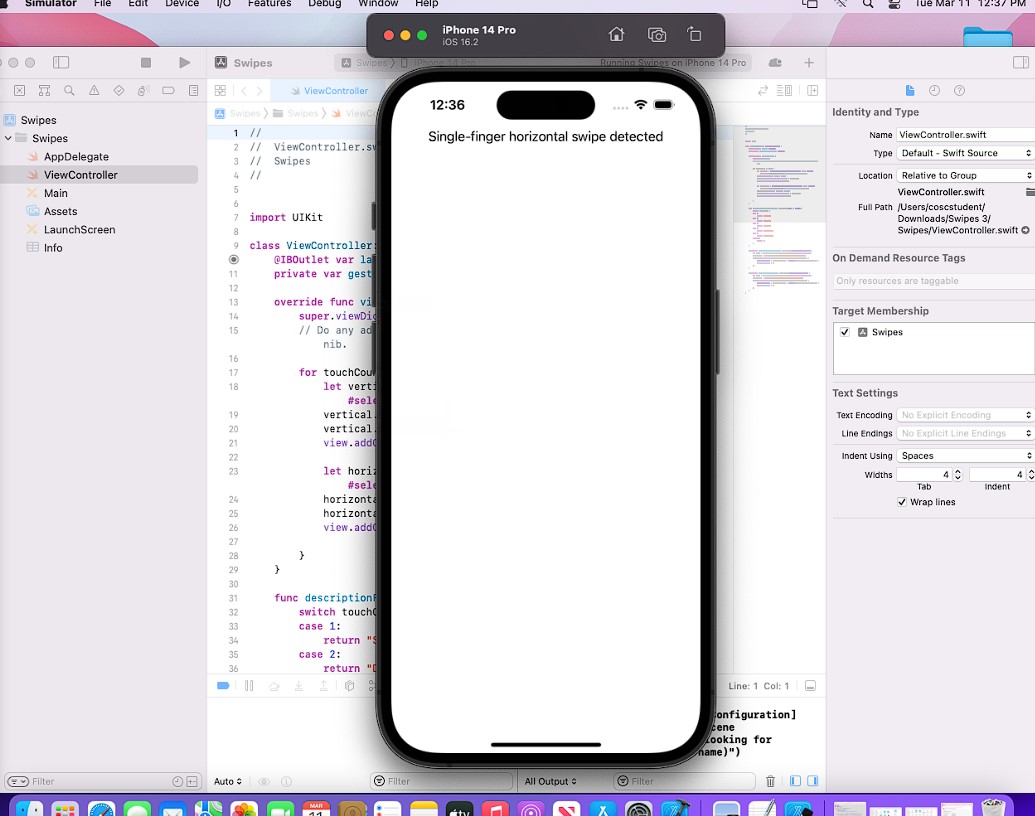 Simulator File Edit Device I/O Features Debug Window Help Tue Mar 11 12:37 PM
iPhone 14 Pro
iOS 16.2
Swipes
Swipes
iPhone 14 Pro
Running Swipes on iPhone 14 Pro
ViewController
Swipes
Swipes
Swipes
Swipes
AppDelegate
ViewController
Main
Assets
LaunchScreen
Info
Filter
1 //
2 // ViewController.sw
3 // Swipes
4 //
5
6
7 import UIKit
8
9 class ViewController:
@IBOutlet var la
11 private var gest
12
13 override func vi
14 super.viewDid
15 // Do any ad
nib.
16
17 for touchCou
18 let verti
#sele
19 vertical.
20 vertical.
21 view.addG
22
23 let horiz
#sele
24 horizonta
25 horizonta
26 view.addG
27
28 }
29 }
30
31 func descriptionF
32 switch touchC
33 case 1:
34 return "S
35 case 2:
36 return "D
12:36
Single-finger horizontal swipe detected
Line: 1 Col: 1
onfiguration]
cene
ooking for
name)")
Auto
Filter
All Output
Filter
Identity and Type
Name ViewController.swift
Type Default - Swift Source
Location Relative to Group
ViewController.swift
Full Path /Users/coscstudent/
Downloads/Swipes 3/
Swipes/ViewController.swift
On Demand Resource Tags
Only resources are taggable
Target Membership
Swipes
Text Settings
Text Encoding No Explicit Encoding
Line Endings No Explicit Line Endings
Indent Using Spaces
Widths 4 4
Tab Indent
Wrap lines
MAR
11
tv